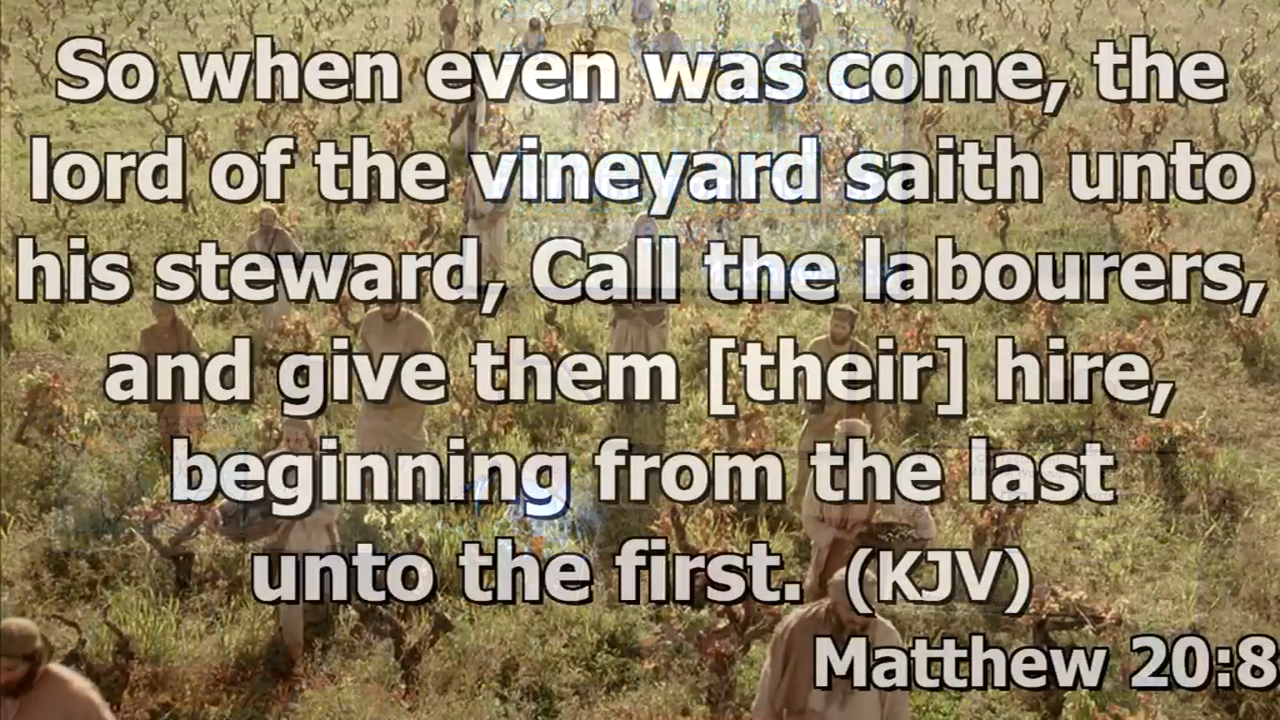 So when even was come, the
lord of the vineyard saith unto
his steward, Call the labourers,
and give them [their] hire,
beginning from the last
unto the first. (KJV)
Matthew 20:8